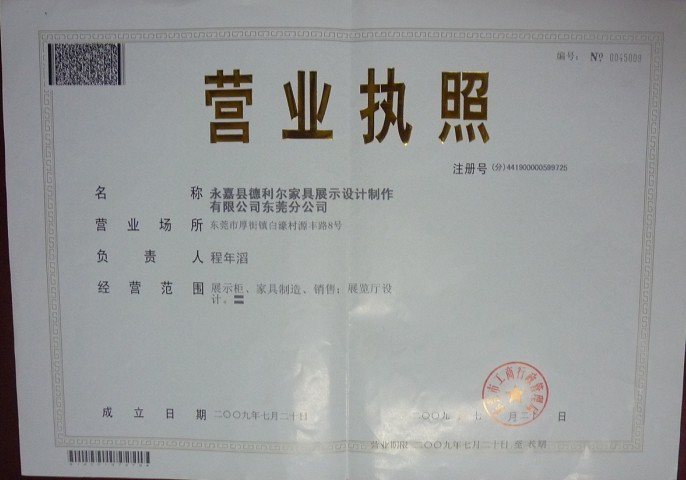 编号： № 0045059
营业执照
注册号 (分)441900000599725
名 称 永嘉县德利尔家具展示设计制作
有限公司东莞分公司
营业场所 东莞市厚街镇白濠村源丰路8号
负责人 程年滔
经营范围 展示柜、家具制造、销售；展览厅设
计。
成立日期 二〇〇九年七月二十日
二〇〇九年七月二十日
营业期限 二〇〇九年七月二十日 至 长期